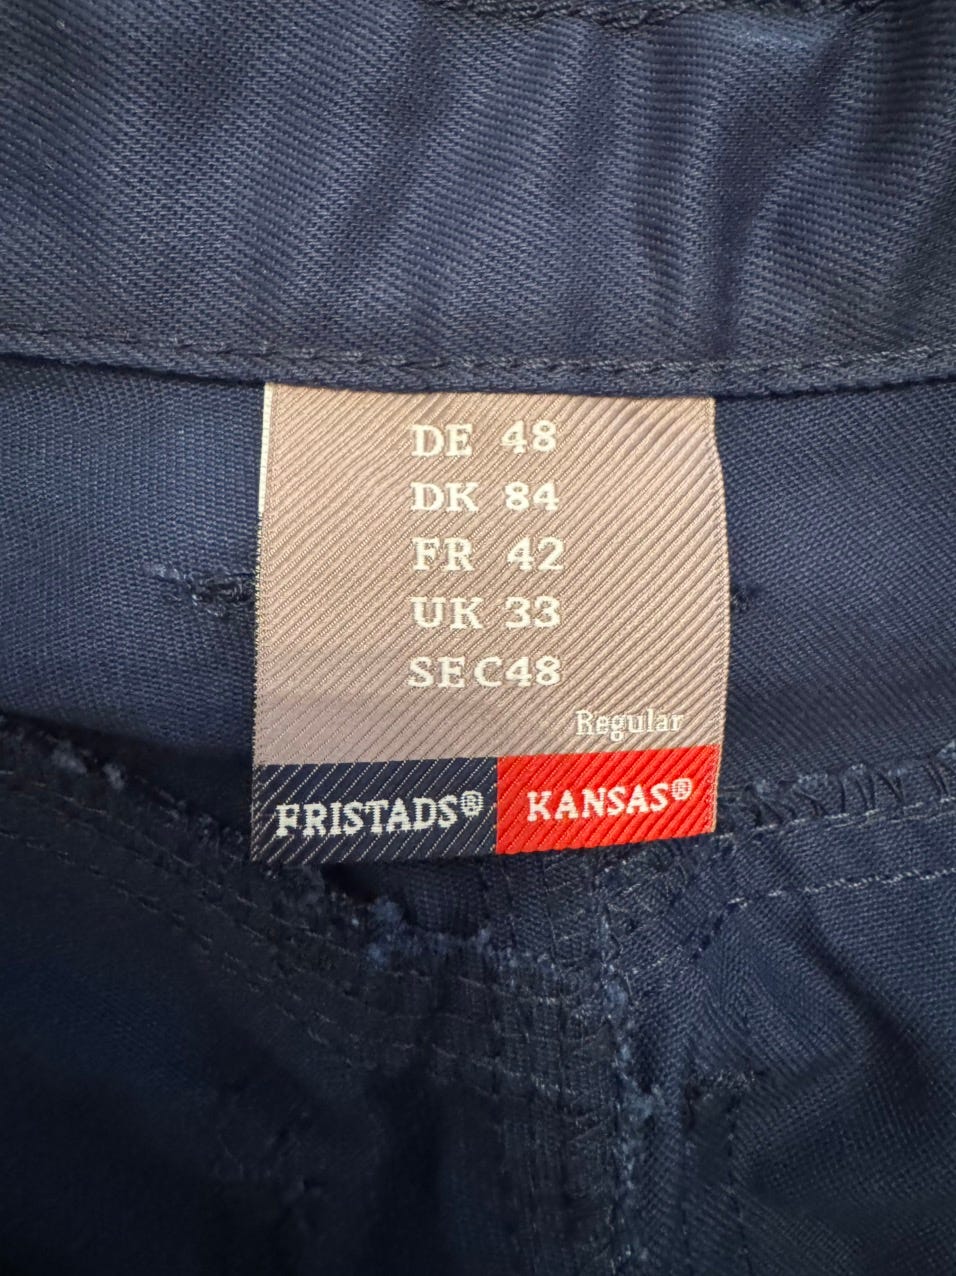 DE 48
DK 84
FR 42
UK 33
SE C48
Regular
FRISTADS® KANSAS®